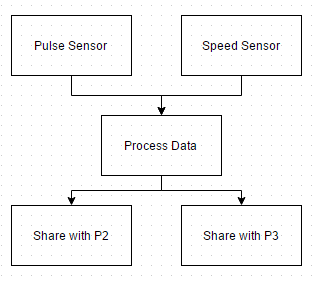 Pulse Sensor
Speed Sensor
Process Data
Share with P2
Share with P3